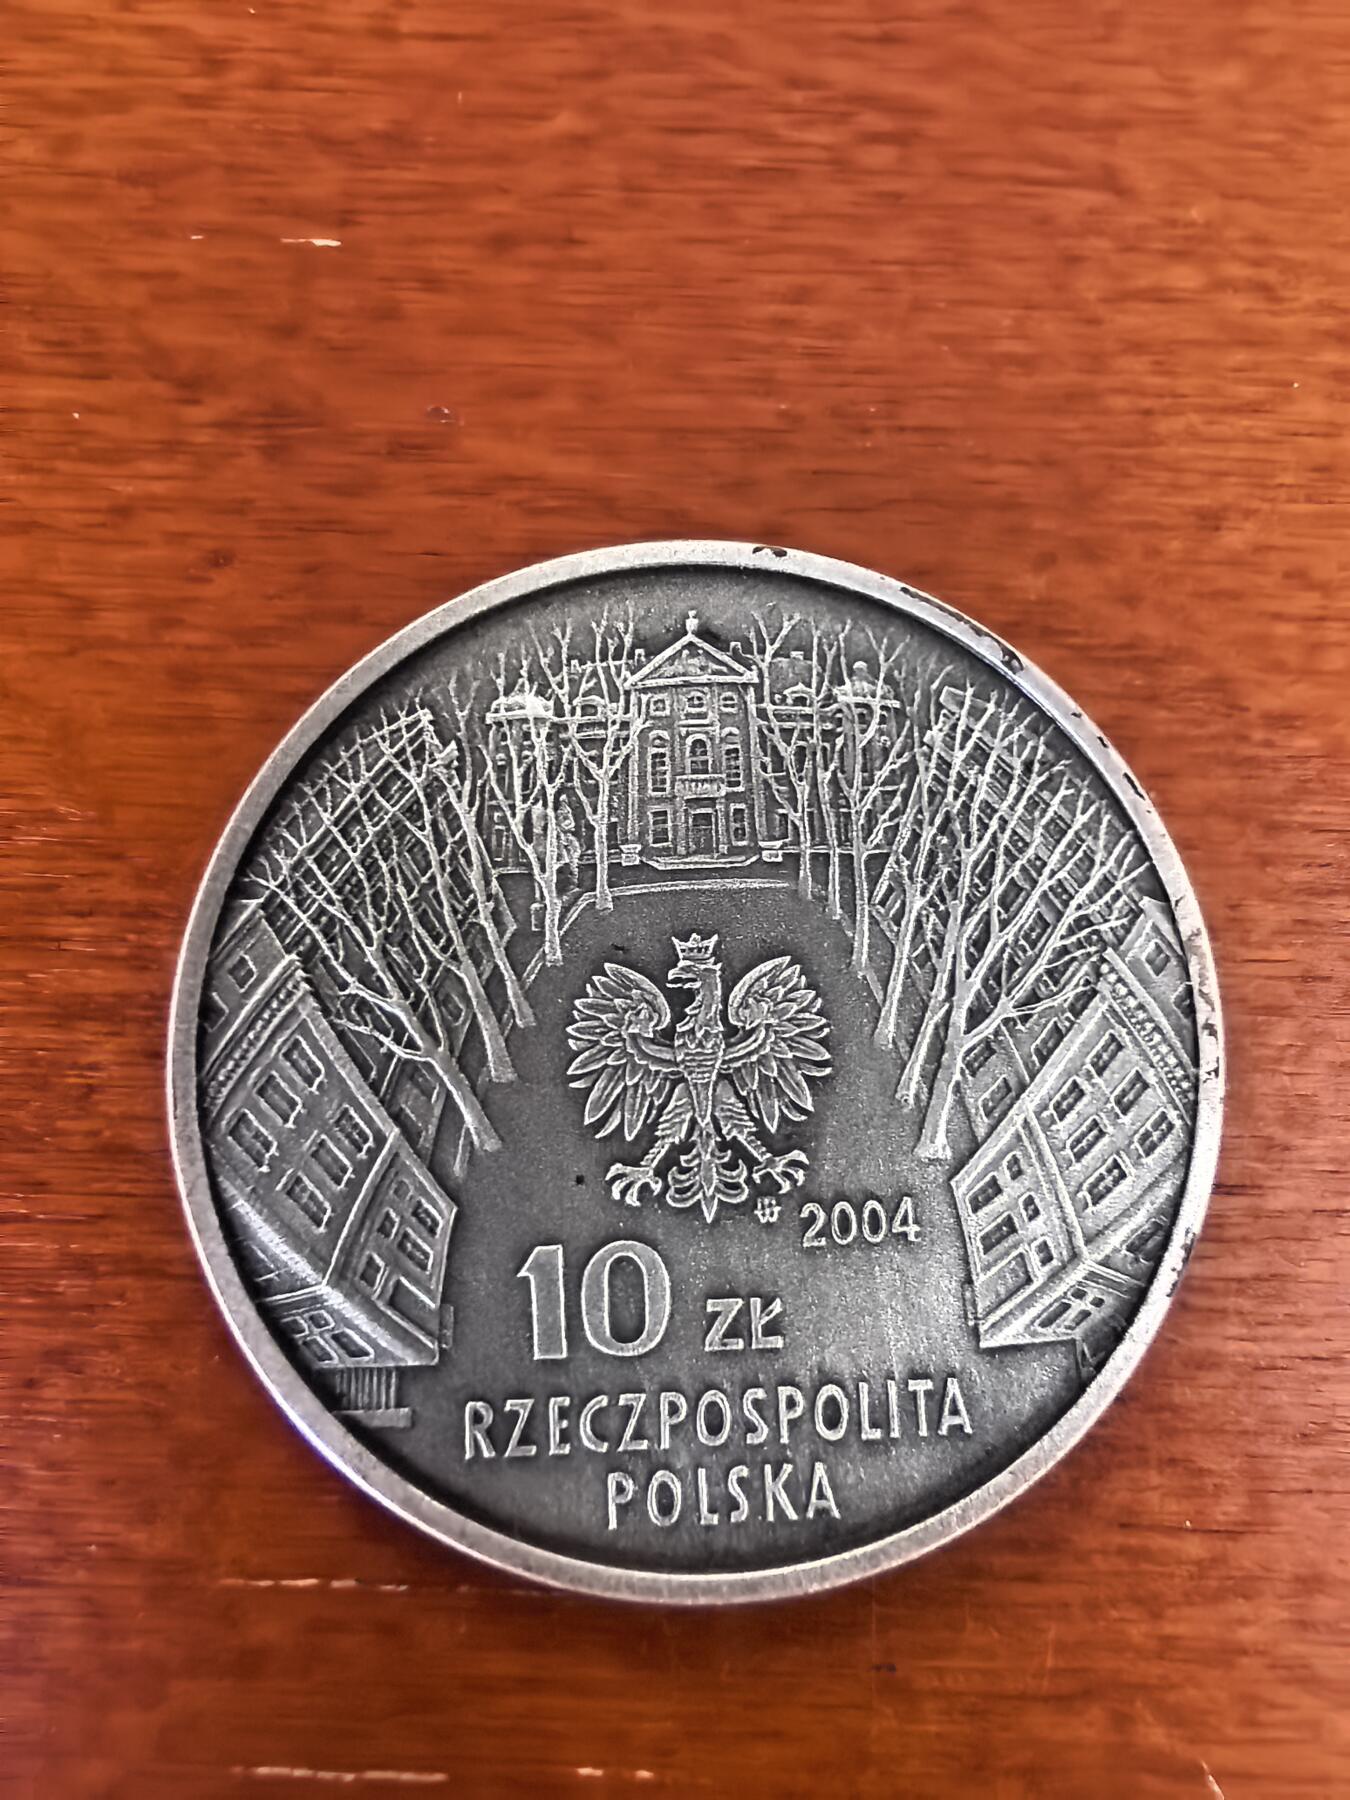 2004
10 ZŁ
RZECZPOSPOLITA
POLSKA